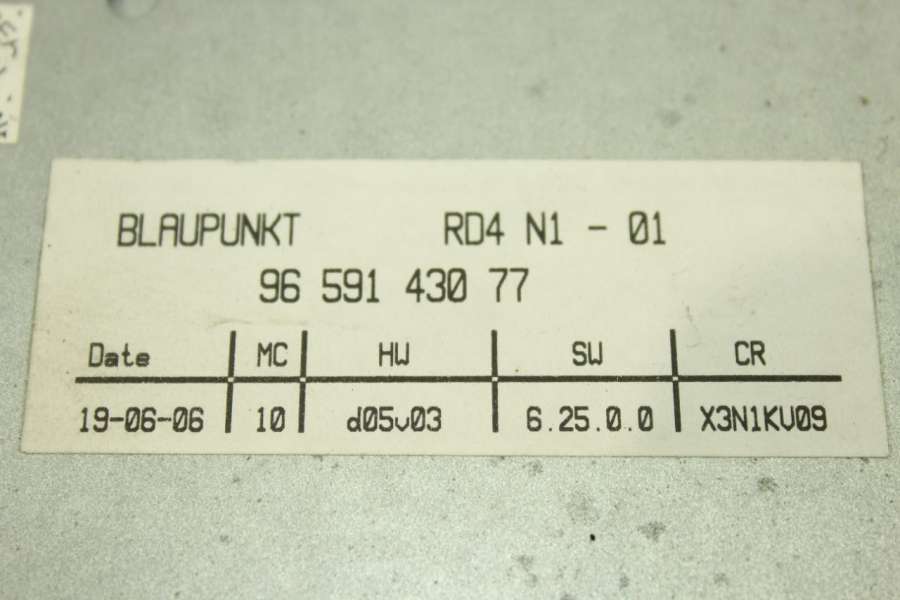 BLAUPUNKT RD4 N1 - 01
96 591 430 77
Date MC HW SW CR
19-06-06 10 d05v03 6.25.0.0 X3N1KV09